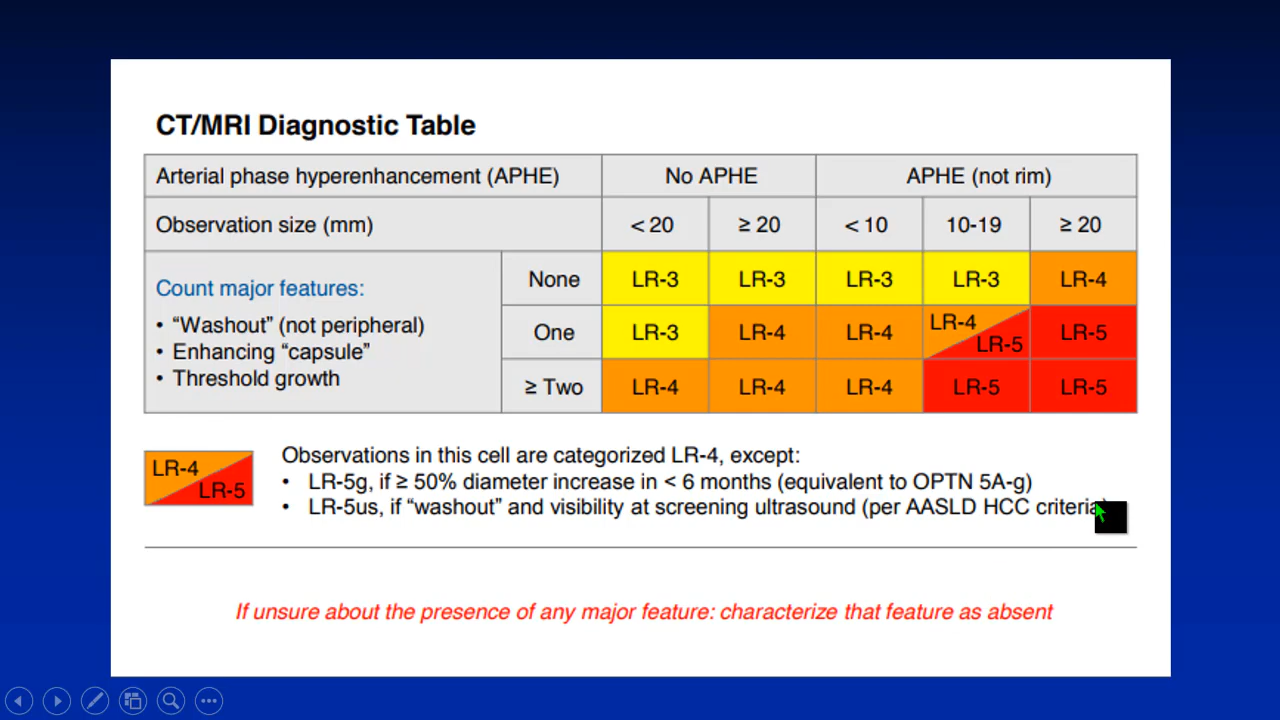 CT/MRI Diagnostic Table
Arterial phase hyperenhancement (APHE) No APHE APHE (not rim)
Observation size (mm) < 20 ≥ 20 < 10 10-19 ≥ 20
Count major features:
• “Washout” (not peripheral)
• Enhancing “capsule”
• Threshold growth
None LR-3 LR-3 LR-3 LR-3 LR-4
One LR-3 LR-4 LR-4 LR-4 LR-5 LR-5
≥ Two LR-4 LR-4 LR-4 LR-5 LR-5
LR-4 LR-5
Observations in this cell are categorized LR-4, except:
• LR-5g, if ≥ 50% diameter increase in < 6 months (equivalent to OPTN 5A-g)
• LR-5us, if “washout” and visibility at screening ultrasound (per AASLD HCC criteria)
If unsure about the presence of any major feature: characterize that feature as absent